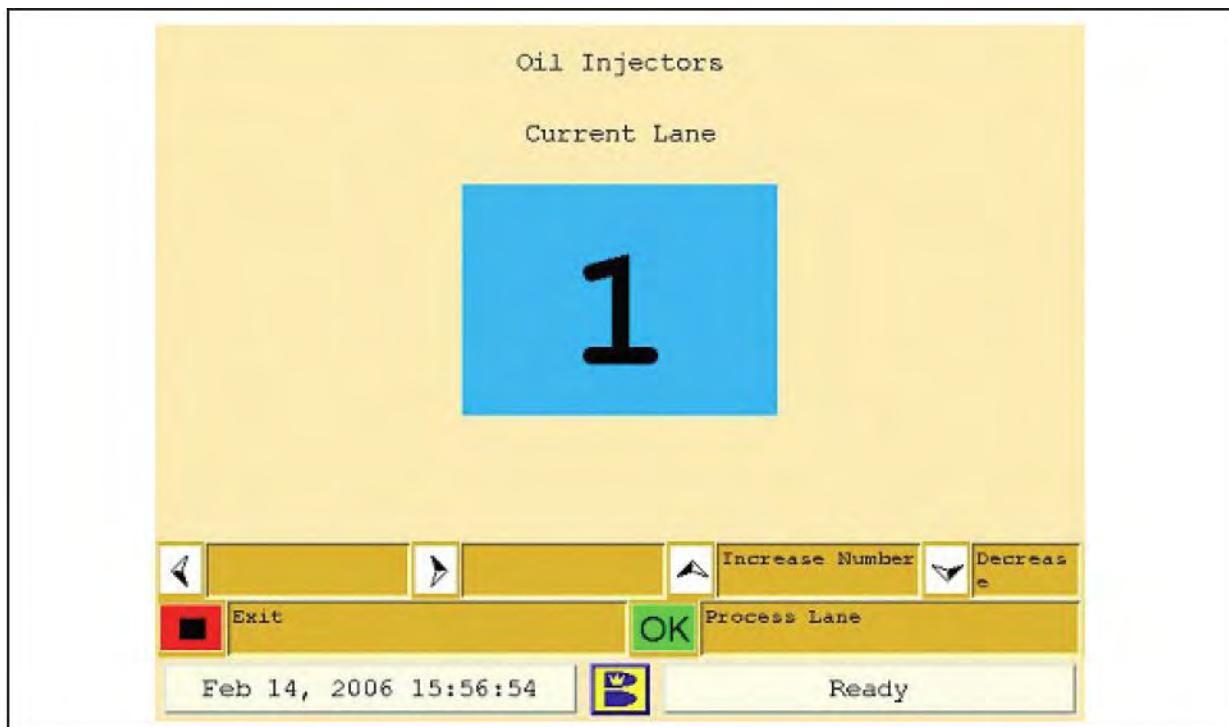 Oil Injectors
Current Lane
1
Increase Number
Decreas
e
Exit
OK
Process Lane
Feb 14, 2006 15:56:54
Ready